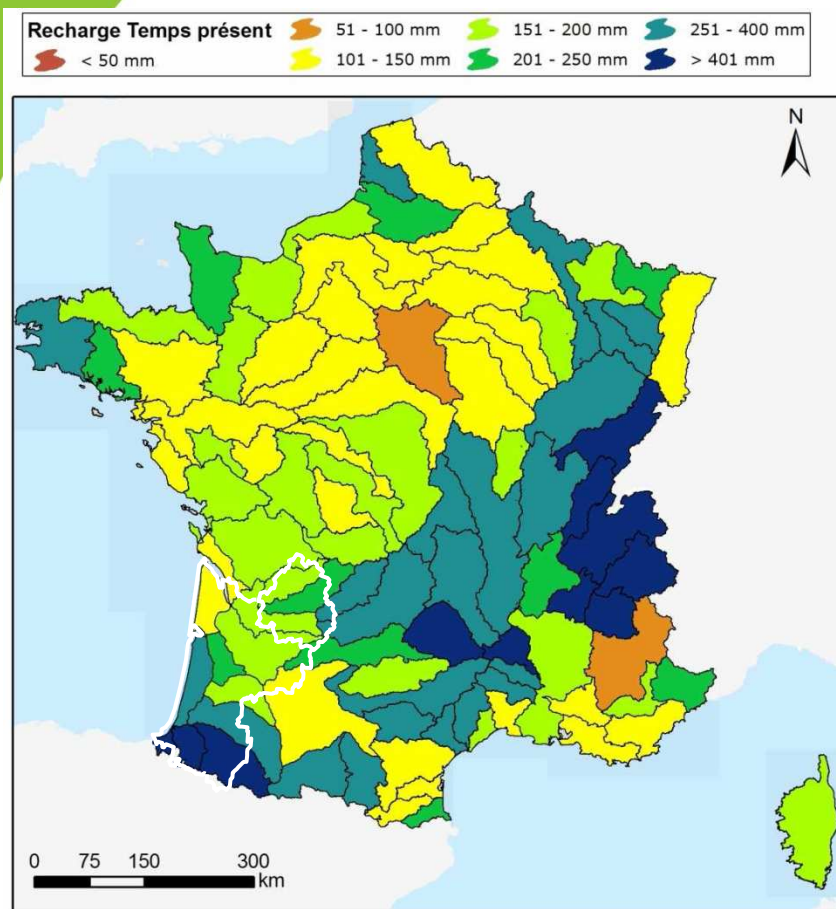 Recharge Temps présent 51 - 100 mm 151 - 200 mm 251 - 400 mm
< 50 mm 101 - 150 mm 201 - 250 mm > 401 mm
N
0 75 150 300
km